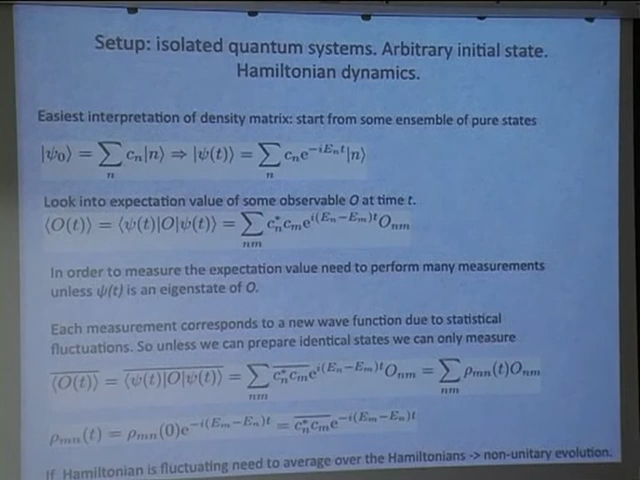 Setup: isolated quantum systems. Arbitrary initial state.
Hamiltonian dynamics.
Easiest interpretation of density matrix: start from some ensemble of pure states
|ψ₀⟩ = ∑ₙ cₙ|n⟩ ⇒ |ψ(t)⟩ = ∑ₙ cₙe^{−iEₙt}|n⟩
Look into expectation value of some observable O at time t.
⟨O(t)⟩ = ⟨ψ(t)|O|ψ(t)⟩ = ∑_{nm} c*ₙcₘe^{i(Eₙ−Eₘ)t}Oₙₘ
In order to measure the expectation value need to perform many measurements
unless ψ(t) is an eigenstate of O.
Each measurement corresponds to a new wave function due to statistical
fluctuations. So unless we can prepare identical states we can only measure
\overline{⟨O(t)⟩} = \overline{⟨ψ(t)|O|ψ(t)⟩} = ∑_{nm} \overline{c*ₙcₘ}e^{i(Eₙ−Eₘ)t}Oₙₘ = ∑_{nm} ρₘₙ(t)Oₙₘ
ρₘₙ(t) = ρₘₙ(0)e^{−i(Eₘ−Eₙ)t} = \overline{c*ₙcₘ}e^{−i(Eₘ−Eₙ)t}
If Hamiltonian is fluctuating need to average over the Hamiltonians -> non-unitary evolution.